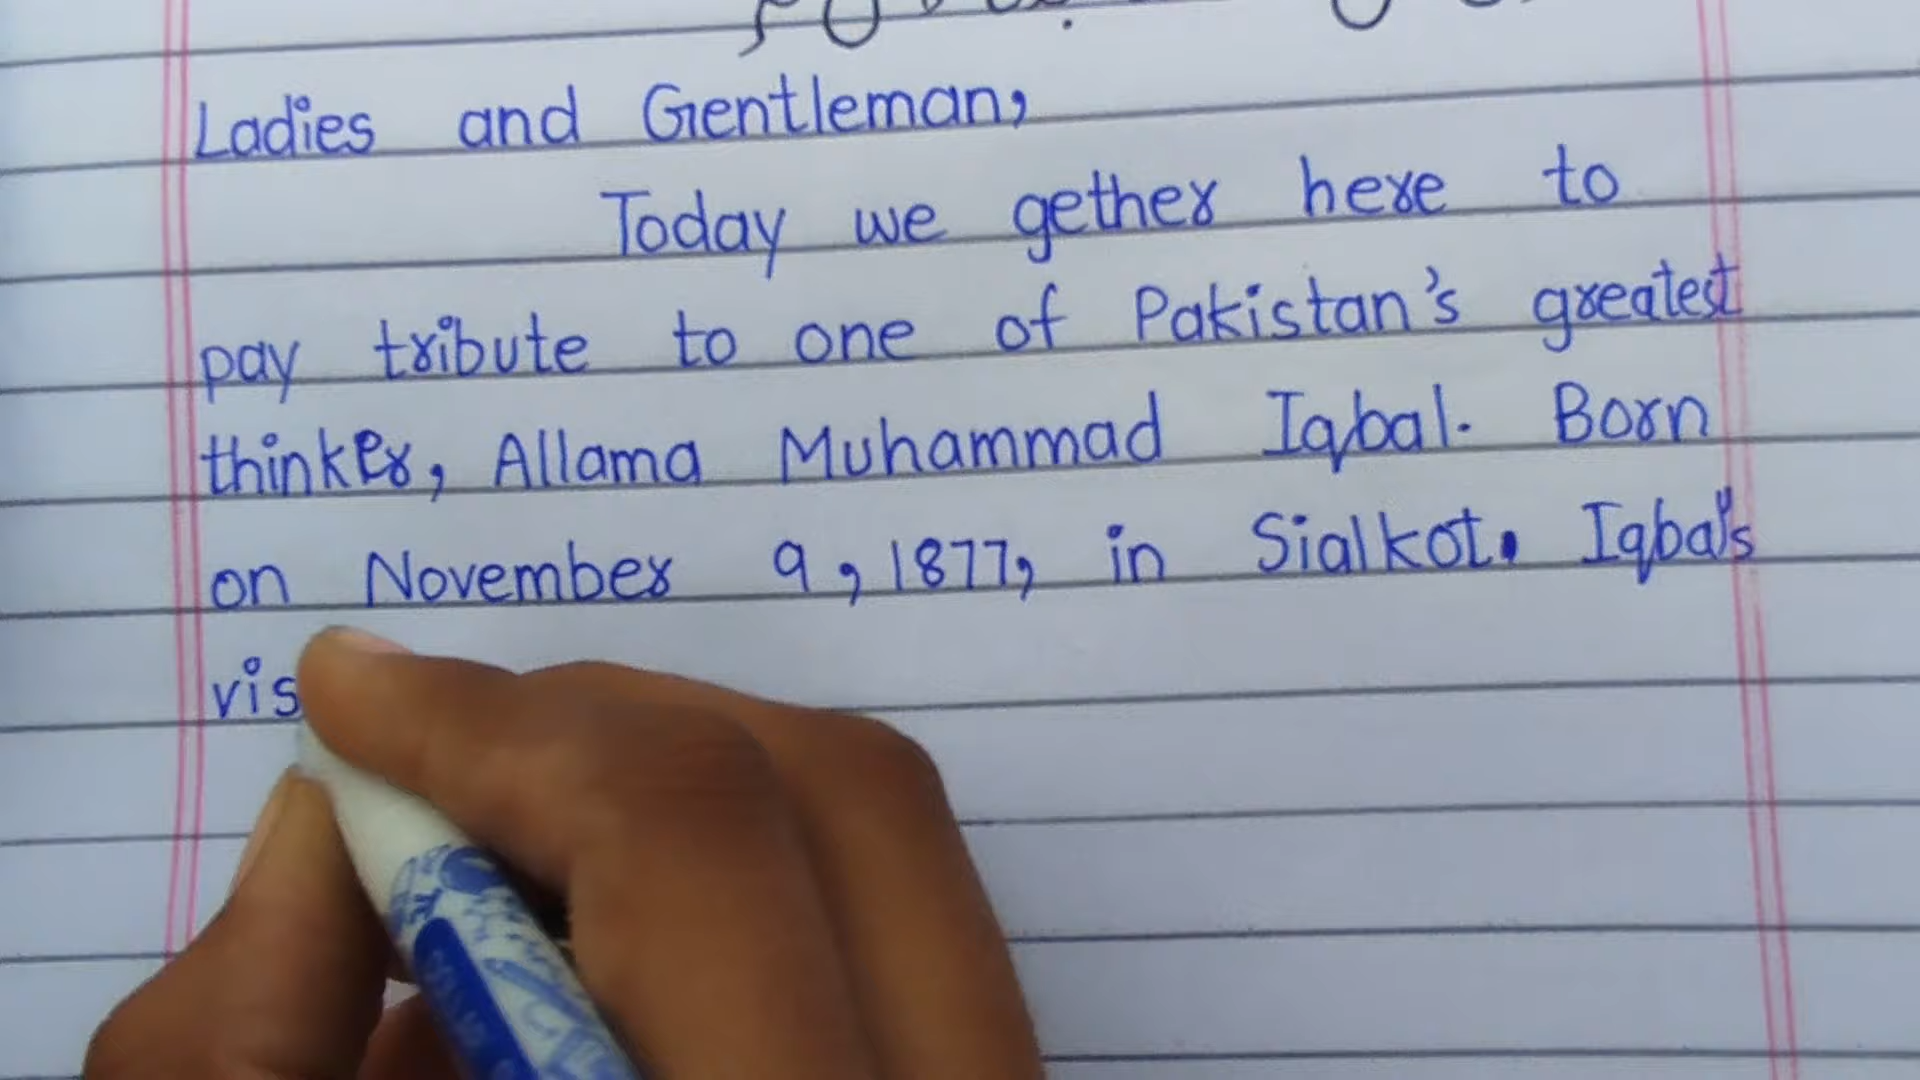 Ladies and Gentleman,
Today we gether here to
pay tribute to one of Pakistan's greatest
thinker, Allama Muhammad Iqbal. Born
on November 9, 1877, in Sialkot. Iqbal's
vis